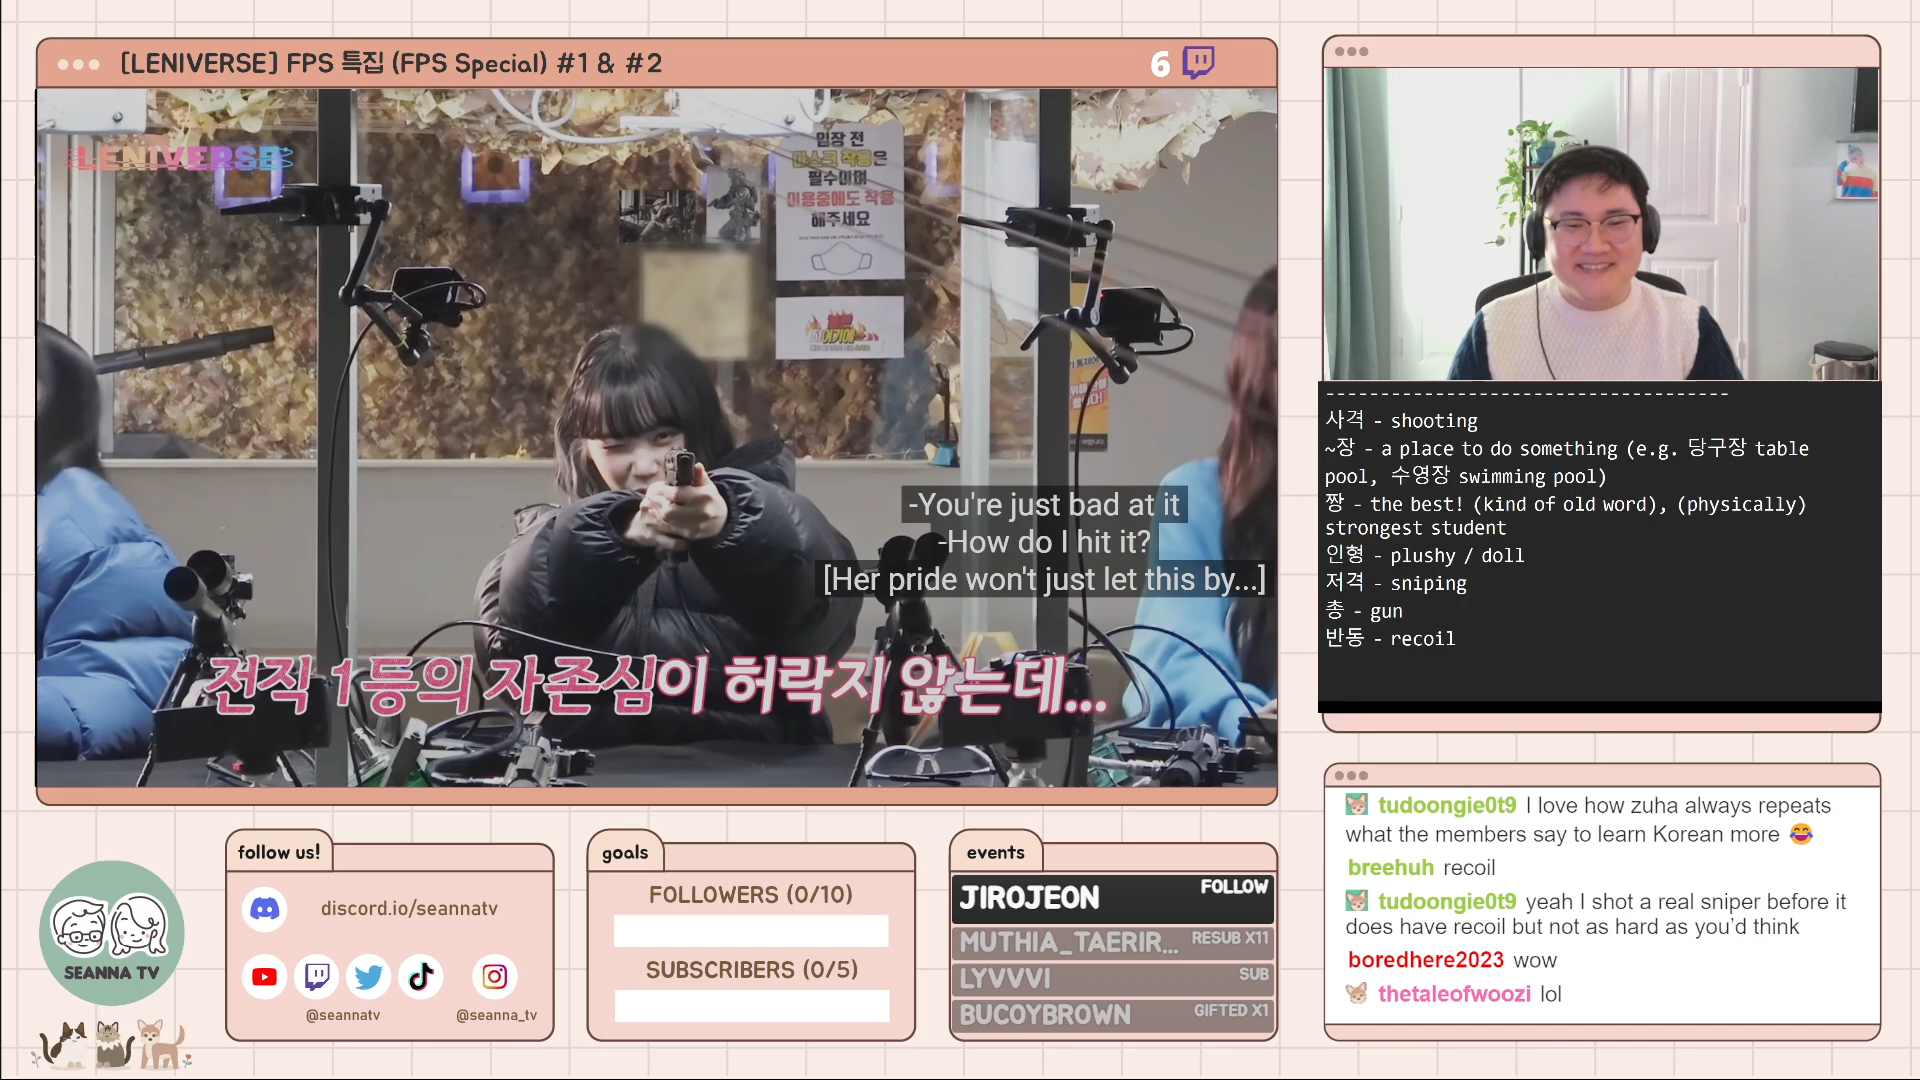 [LENIVERSE] FPS 특집 (FPS Special) #1 & #2
6
LENIVERSE
입장 전
마스크 착용은
필수이며
이용중에도 착용
해주세요
-You're just bad at it
-How do I hit it?
[Her pride won't just let this by...]
전직 1등의 자존심이 허락지 않는데...
-------------------------------------
사격 - shooting
~장 - a place to do something (e.g. 당구장 table
pool, 수영장 swimming pool)
짱 - the best! (kind of old word), (physically)
strongest student
인형 - plushy / doll
저격 - sniping
총 - gun
반동 - recoil
tudoongie0t9 I love how zuha always repeats
what the members say to learn Korean more 😂
breehuh recoil
tudoongie0t9 yeah I shot a real sniper before it
does have recoil but not as hard as you'd think
boredhere2023 wow
thetaleofwoozi lol
SEANNA TV
follow us!
discord.io/seannatv
@seannatv
@seanna_tv
goals
FOLLOWERS (0/10)
SUBSCRIBERS (0/5)
events
JIROJEON FOLLOW
MUTHIA_TAERIR... RESUB X11
LYVVVI SUB
BUCOYBROWN GIFTED X1